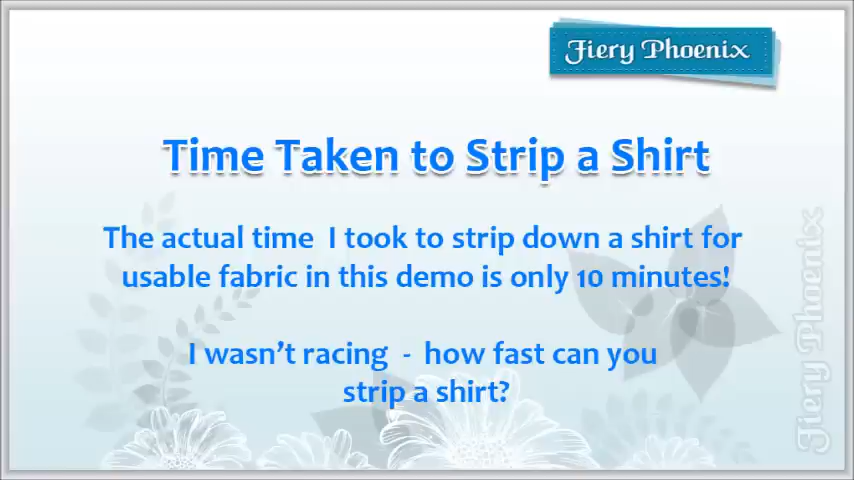 Fiery Phoenix
Time Taken to Strip a Shirt
The actual time I took to strip down a shirt for
usable fabric in this demo is only 10 minutes!
I wasn't racing - how fast can you
strip a shirt?
Fiery Phoenix